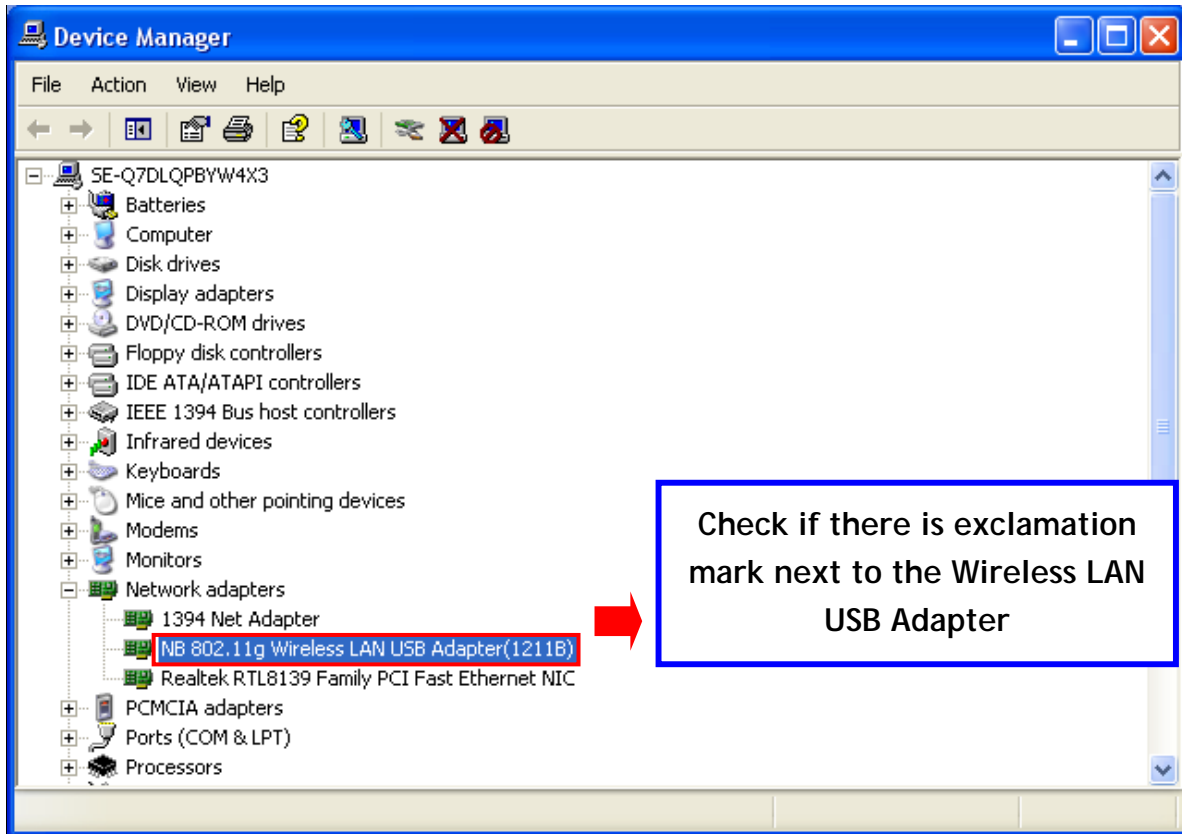 Device Manager
File Action View Help
SE-Q7DLQPBYW4X3
Batteries
Computer
Disk drives
Display adapters
DVD/CD-ROM drives
Floppy disk controllers
IDE ATA/ATAPI controllers
IEEE 1394 Bus host controllers
Infrared devices
Keyboards
Mice and other pointing devices
Modems
Monitors
Network adapters
1394 Net Adapter
NB 802.11g Wireless LAN USB Adapter(1211B)
Realtek RTL8139 Family PCI Fast Ethernet NIC
PCMCIA adapters
Ports (COM & LPT)
Processors
Check if there is exclamation
mark next to the Wireless LAN
USB Adapter